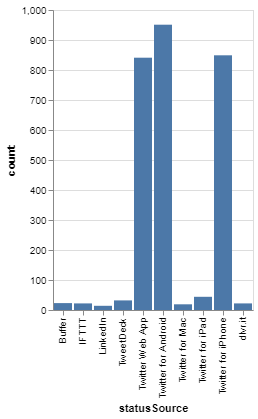 1,000
900
800
700
600
500
400
300
200
100
0
count
Buffer
IFTTT
LinkedIn
TweetDeck
Twitter Web App
Twitter for Android
Twitter for Mac
Twitter for iPad
Twitter for iPhone
dlvr.it
statusSource